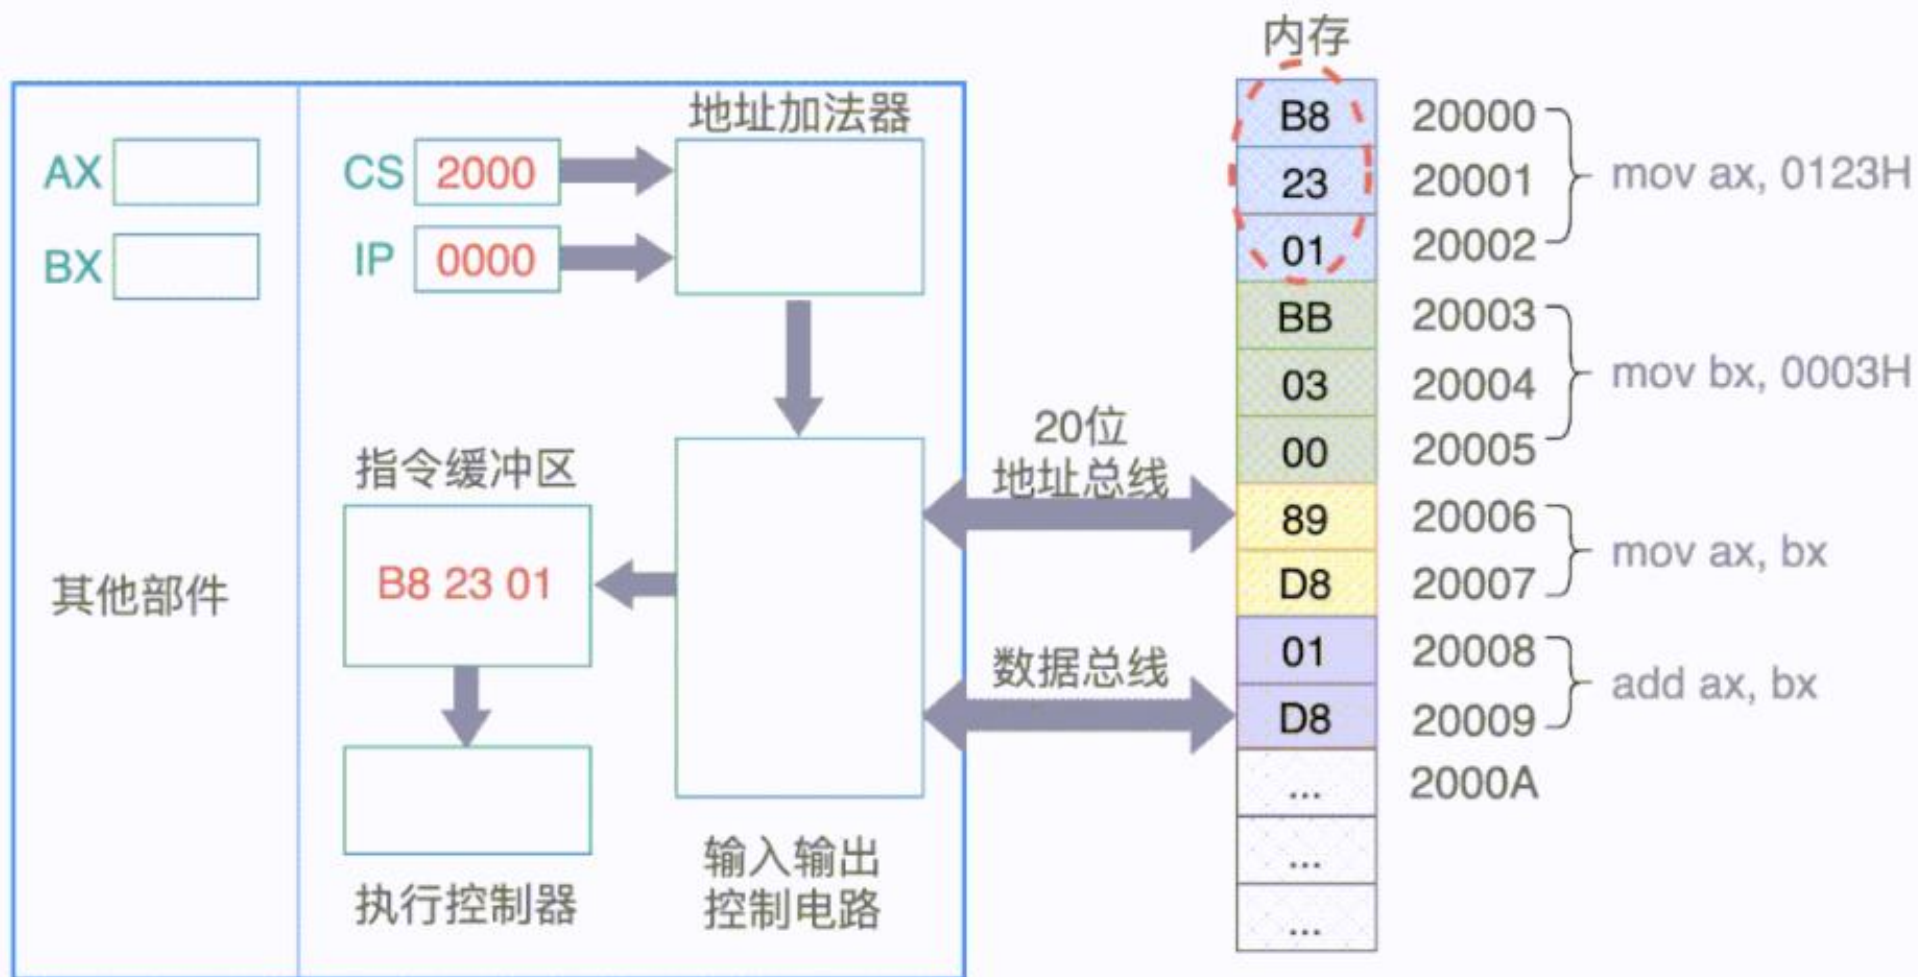 内存
地址加法器
AX
CS 2000
BX
IP 0000
B8 20000
23 20001
01 20002
mov ax, 0123H
BB 20003
03 20004
00 20005
mov bx, 0003H
89 20006
D8 20007
mov ax, bx
01 20008
D8 20009
add ax, bx
... 2000A
...
...
20位
地址总线
数据总线
指令缓冲区
B8 23 01
其他部件
执行控制器
输入输出
控制电路